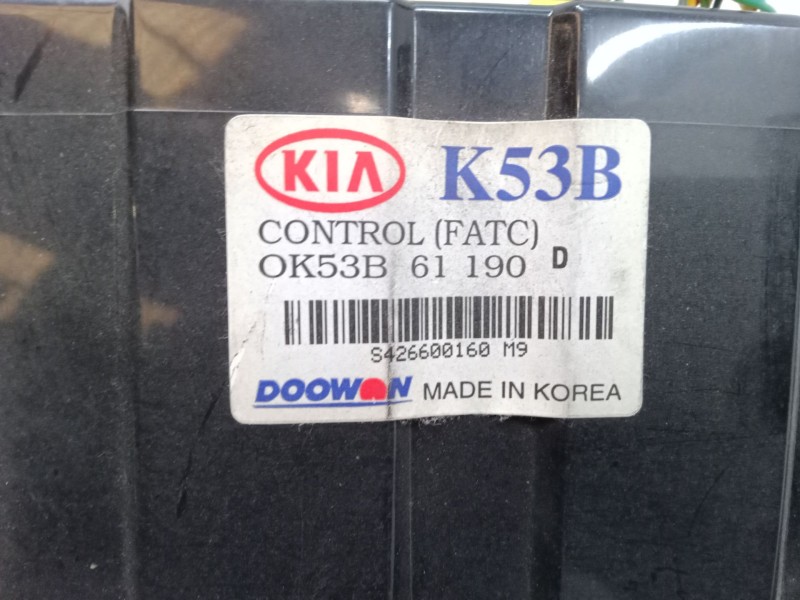 KIA K53B
CONTROL (FATC)
OK53B 61 190 D
S426600160 M9
DOOWON MADE IN KOREA